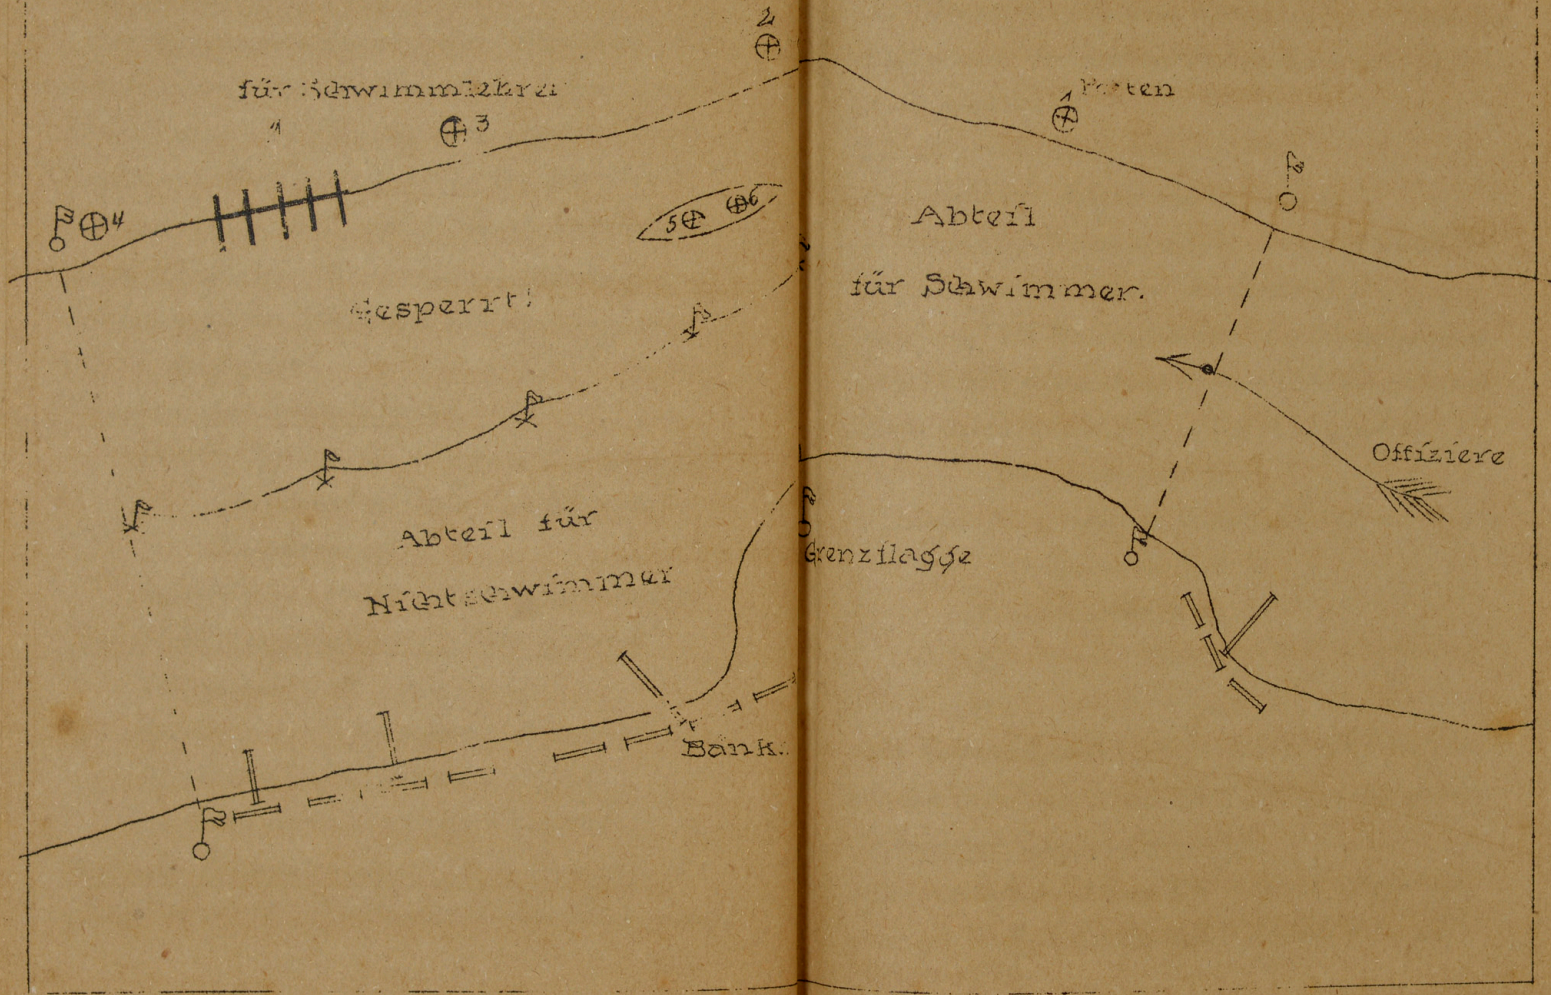 2
für Schwimmlehrer
3
Posten
1
4
5 6
Abteil
für Schwimmer.
Gesperrt!
Offiziere
Abteil für
Nichtschwimmer
Grenzflagge
Bank.